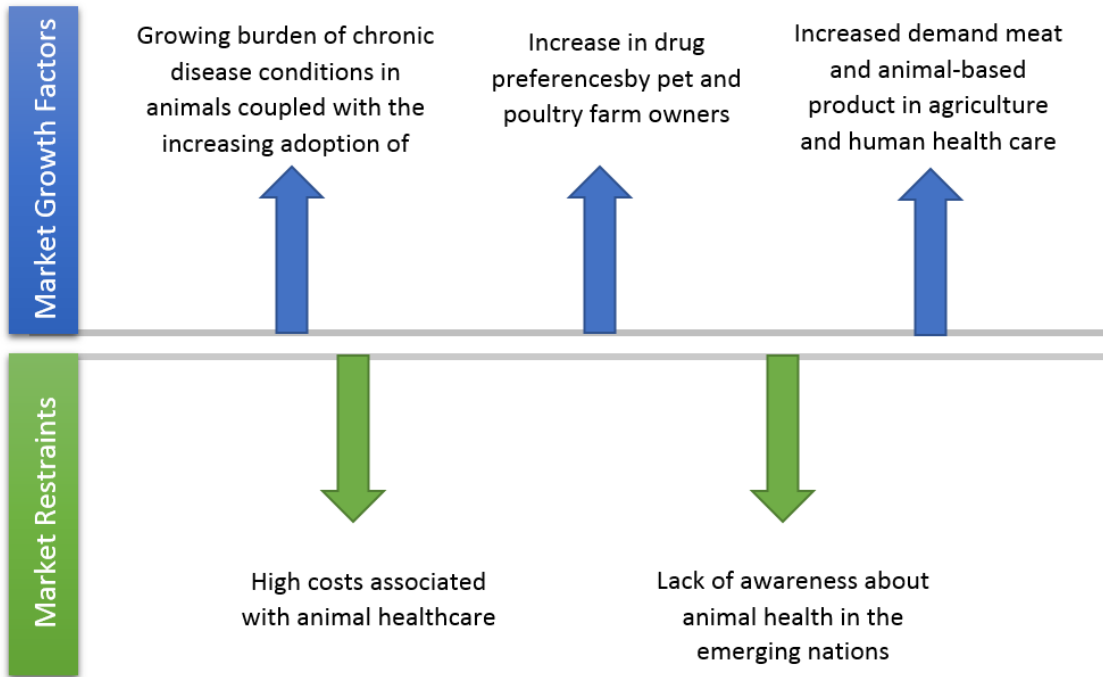 Market Growth Factors
Growing burden of chronic
disease conditions in
animals coupled with the
increasing adoption of
Increase in drug
preferencesby pet and
poultry farm owners
Increased demand meat
and animal-based
product in agriculture
and human health care
Market Restraints
High costs associated
with animal healthcare
Lack of awareness about
animal health in the
emerging nations